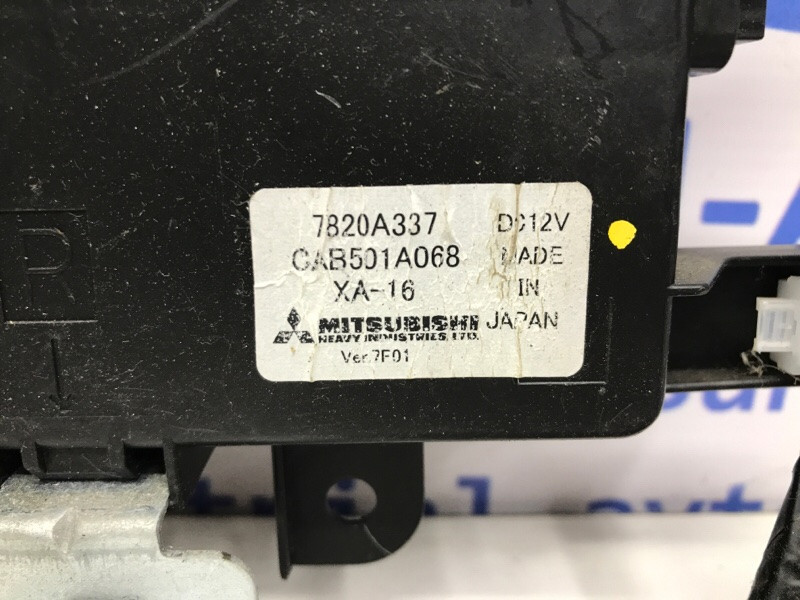 7820A337 DC12V
CAB501A068 MADE
XA-16 IN
MITSUBISHI JAPAN
HEAVY INDUSTRIES, LTD.
Ver.7F01
P